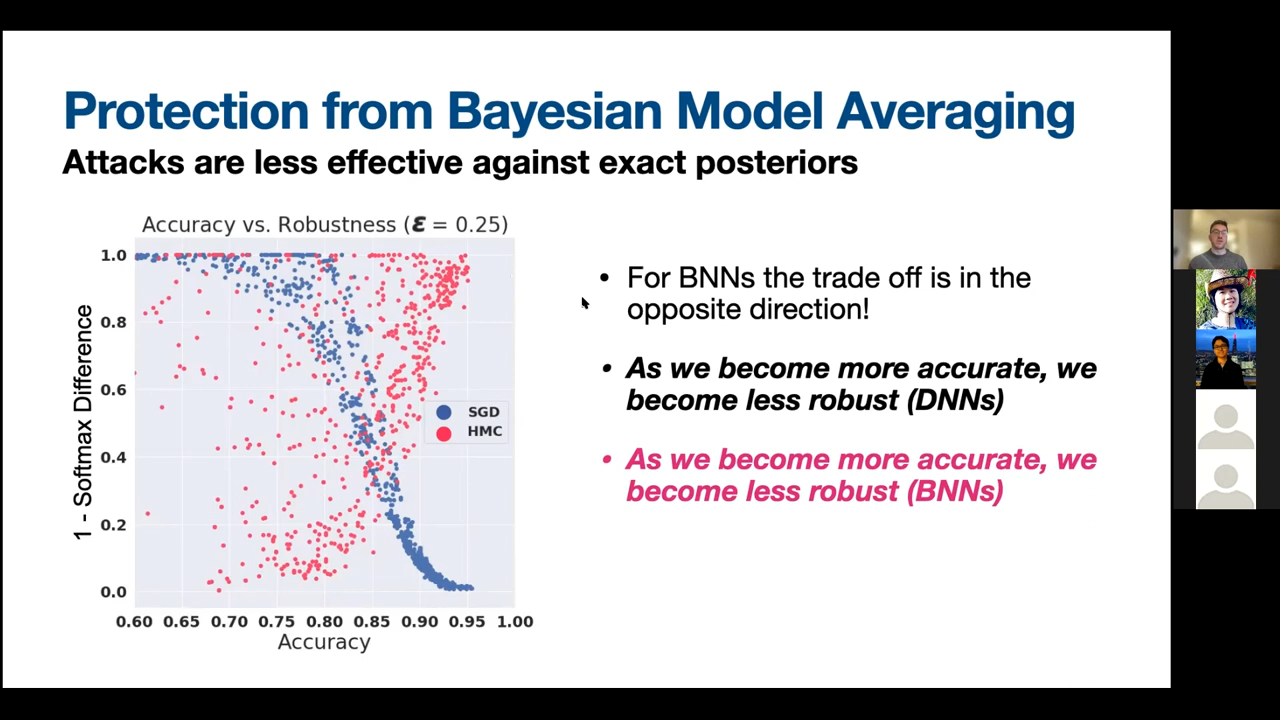 Protection from Bayesian Model Averaging
Attacks are less effective against exact posteriors
Accuracy vs. Robustness (ε = 0.25)
1.0
0.8
0.6
0.4
0.2
0.0
1 - Softmax Difference
SGD
HMC
0.60 0.65 0.70 0.75 0.80 0.85 0.90 0.95 1.00
Accuracy
• For BNNs the trade off is in the
opposite direction!
• As we become more accurate, we
become less robust (DNNs)
• As we become more accurate, we
become less robust (BNNs)